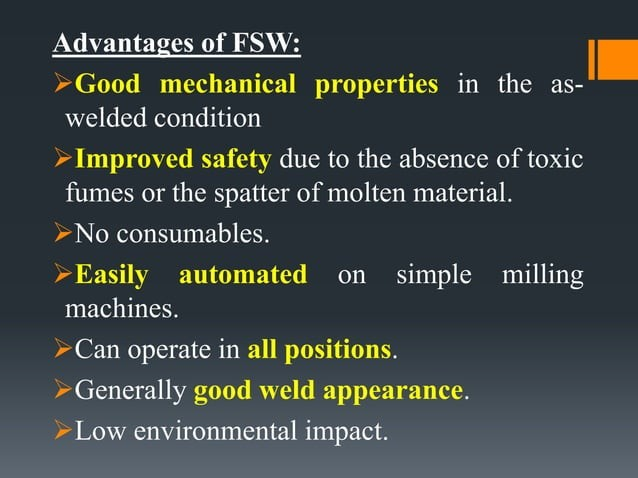 Advantages of FSW:
➢Good mechanical properties in the as-
welded condition
➢Improved safety due to the absence of toxic
fumes or the spatter of molten material.
➢No consumables.
➢Easily automated on simple milling
machines.
➢Can operate in all positions.
➢Generally good weld appearance.
➢Low environmental impact.